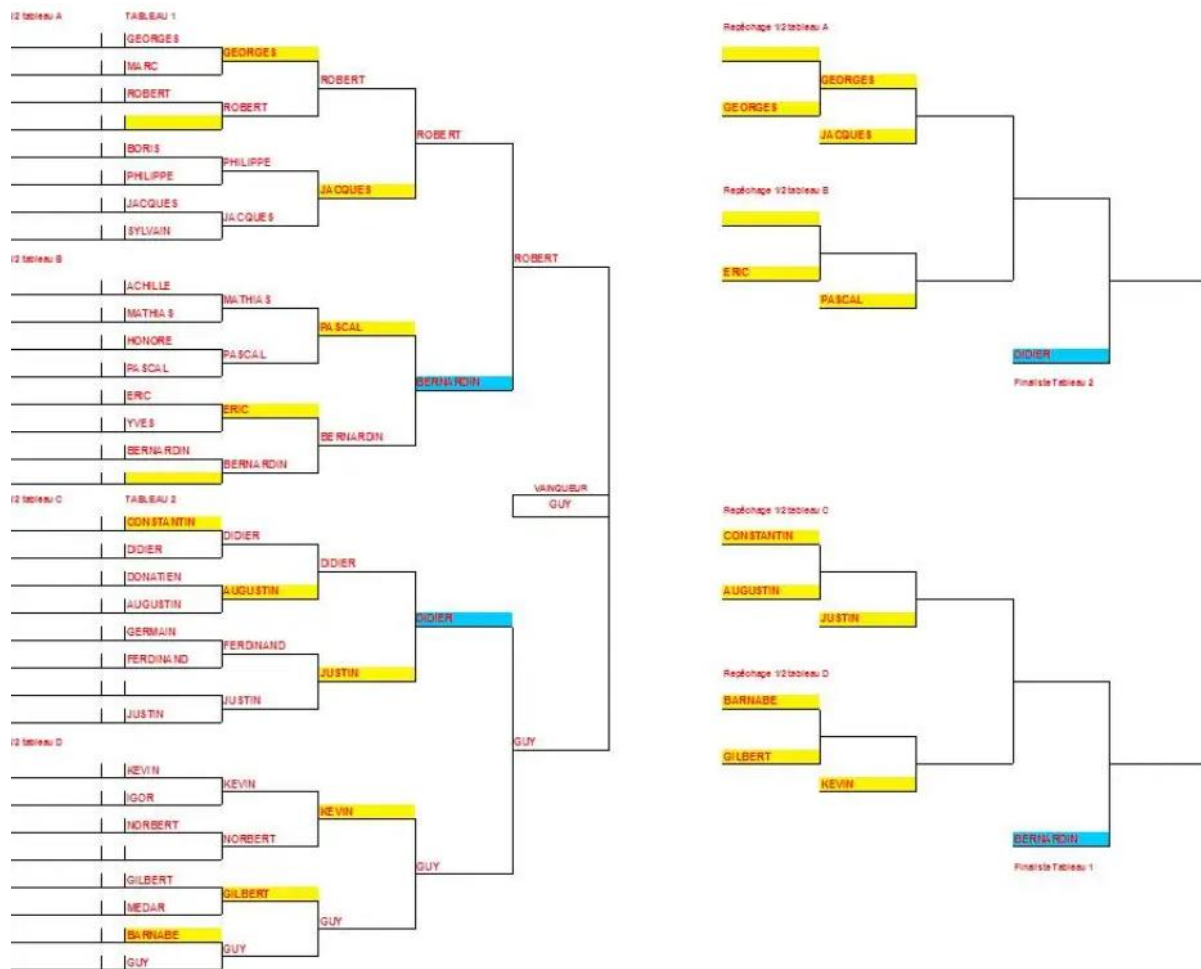 1/2 tableau A
TABLEAU 1
GEORGES
GEORGES
MARC
ROBERT
ROBERT
ROBERT
ROBERT
BORIS
PHILIPPE
PHILIPPE
JACQUES
JACQUES
JACQUES
SYLVAIN
1/2 tableau B
ROBERT
ACHILLE
MATHIAS
MATHIAS
PASCAL
HONORE
PASCAL
PASCAL
BERNARDIN
ERIC
ERIC
YVES
BERNARDIN
BERNARDIN
BERNARDIN
VAINQUEUR
GUY
1/2 tableau C
TABLEAU 2
CONSTANTIN
DIDIER
DIDIER
DIDIER
DONATIEN
AUGUSTIN
AUGUSTIN
DIDIER
GERMAIN
FERDINAND
FERDINAND
JUSTIN
JUSTIN
JUSTIN
1/2 tableau D
GUY
KEVIN
KEVIN
IGOR
KEVIN
NORBERT
NORBERT
GUY
GILBERT
GILBERT
MEDAR
GUY
BARNABE
GUY
GUY
Repêchage 1/2 tableau A
GEORGES
GEORGES
JACQUES
Repêchage 1/2 tableau B
ERIC
PASCAL
DIDIER
Finaliste Tableau 2
Repêchage 1/2 tableau C
CONSTANTIN
AUGUSTIN
JUSTIN
Repêchage 1/2 tableau D
BARNABE
GILBERT
KEVIN
BERNARDIN
Finaliste Tableau 1